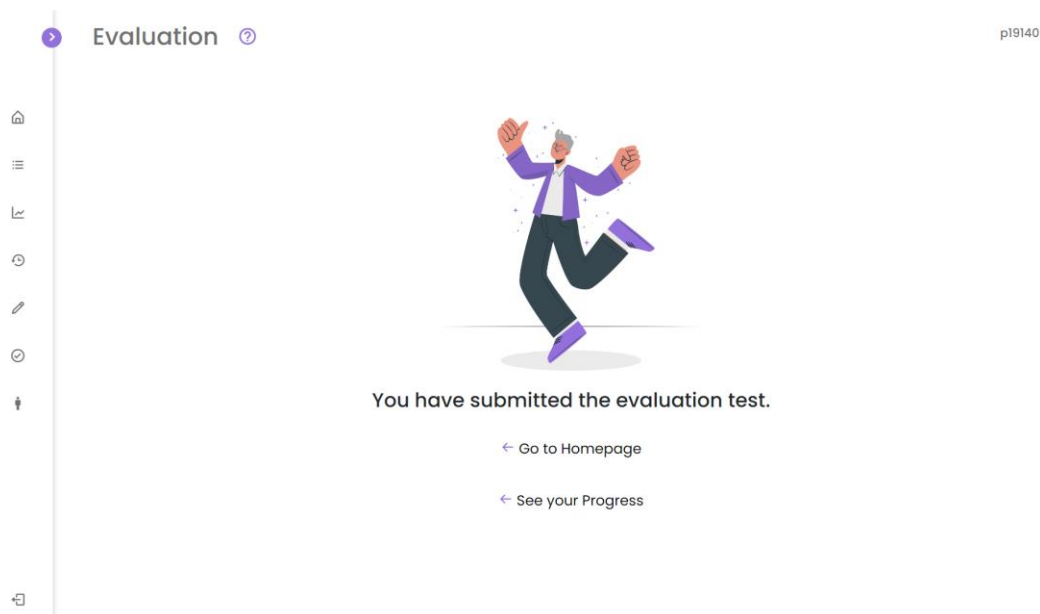 Evaluation
p19140
You have submitted the evaluation test.
← Go to Homepage
← See your Progress